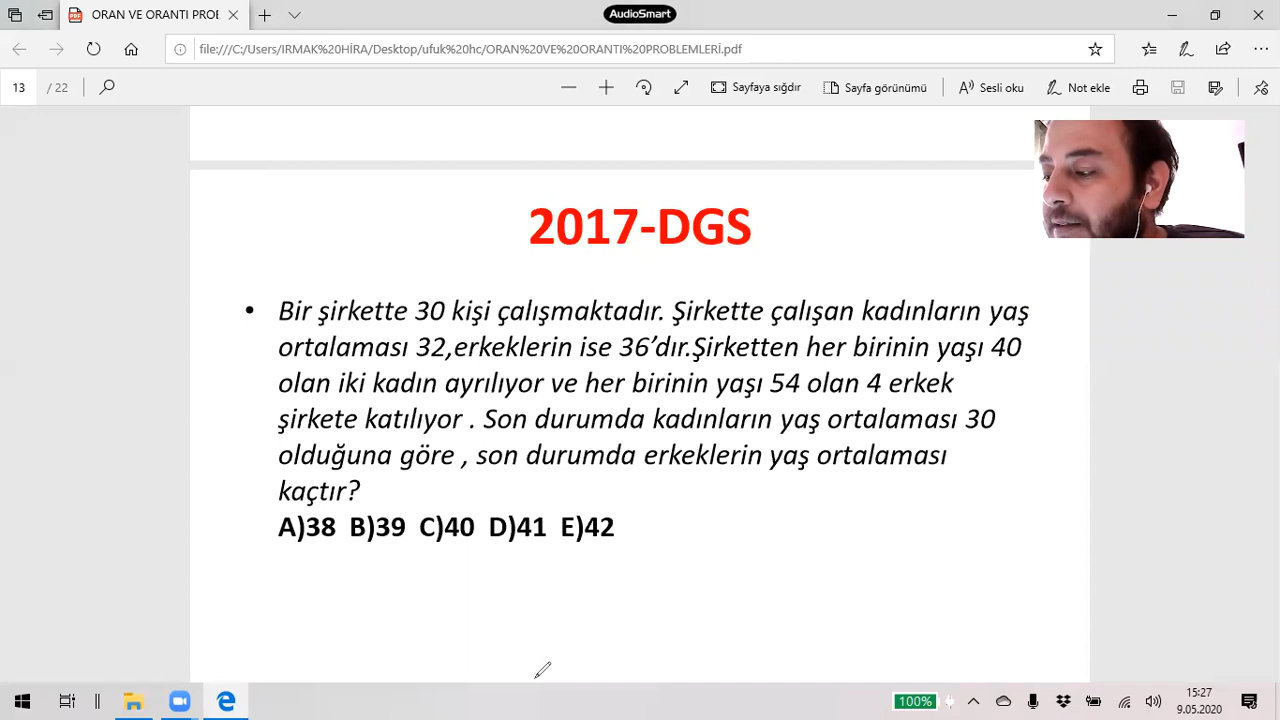 AudioSmart
ORAN VE ORANTI PROI
file:///C:/Users/IRMAK%20HİRA/Desktop/ufuk%20hc/ORAN%20VE%20ORANTI%20PROBLEMLERİ.pdf
13 / 22
Sayfaya sığdır
Sayfa görünümü
Sesli oku
Not ekle
2017-DGS
• Bir şirkette 30 kişi çalışmaktadır. Şirkette çalışan kadınların yaş
ortalaması 32,erkeklerin ise 36’dır.Şirketten her birinin yaşı 40
olan iki kadın ayrılıyor ve her birinin yaşı 54 olan 4 erkek
şirkete katılıyor . Son durumda kadınların yaş ortalaması 30
olduğuna göre , son durumda erkeklerin yaş ortalaması
kaçtır?
A)38 B)39 C)40 D)41 E)42
100%
15:27
9.05.2020